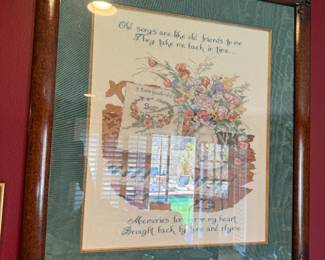 Old songs are like old friends to me
They take me back in time...
Memories in my heart
Brought back by tune and rhyme